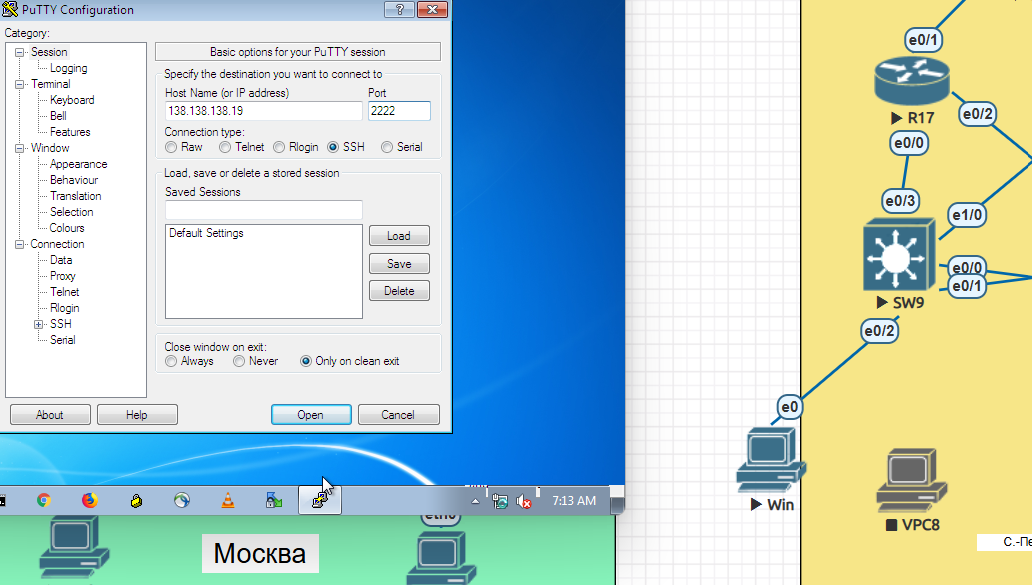 PuTTY Configuration
?
Category:
Session
Logging
Terminal
Keyboard
Bell
Features
Window
Appearance
Behaviour
Translation
Selection
Colours
Connection
Data
Proxy
Telnet
Rlogin
SSH
Serial
Basic options for your PuTTY session
Specify the destination you want to connect to
Host Name (or IP address) Port
138.138.138.19 2222
Connection type:
Raw Telnet Rlogin SSH Serial
Load, save or delete a stored session
Saved Sessions
Default Settings
Load
Save
Delete
Close window on exit:
Always Never Only on clean exit
About Help Open Cancel
7:13 AM
Москва
e0/1
R17
e0/2
e0/0
e0/3
e1/0
e0/0
e0/1
SW9
e0/2
e0
Win
VPC8